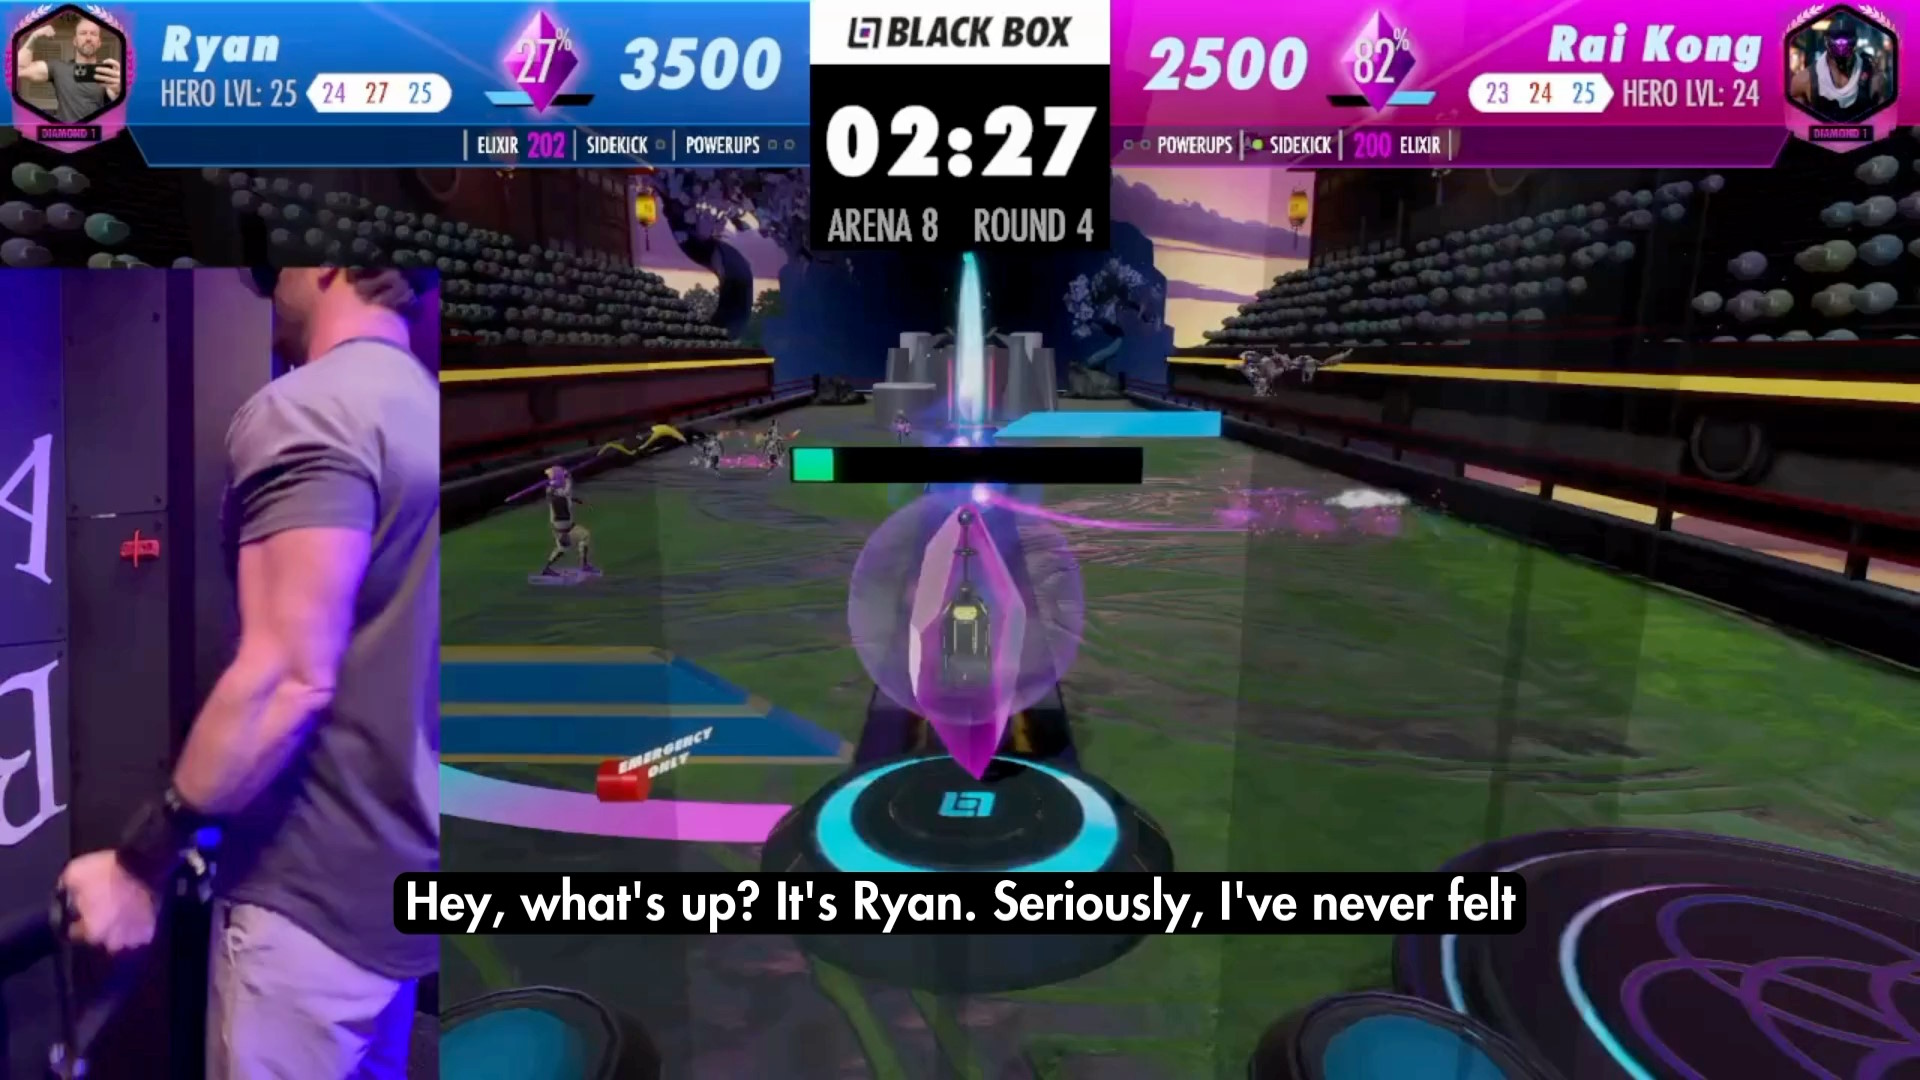 Ryan
HERO LVL: 25 24 27 25
27%
3500
DIAMOND 1
ELIXIR 202 SIDEKICK POWERUPS
BLACK BOX
02:27
ARENA 8 ROUND 4
2500
82%
Rai Kong
23 24 25 HERO LVL: 24
DIAMOND 1
POWERUPS SIDEKICK 200 ELIXIR
A
B
EMERGENCY
ONLY
Hey, what's up? It's Ryan. Seriously, I've never felt